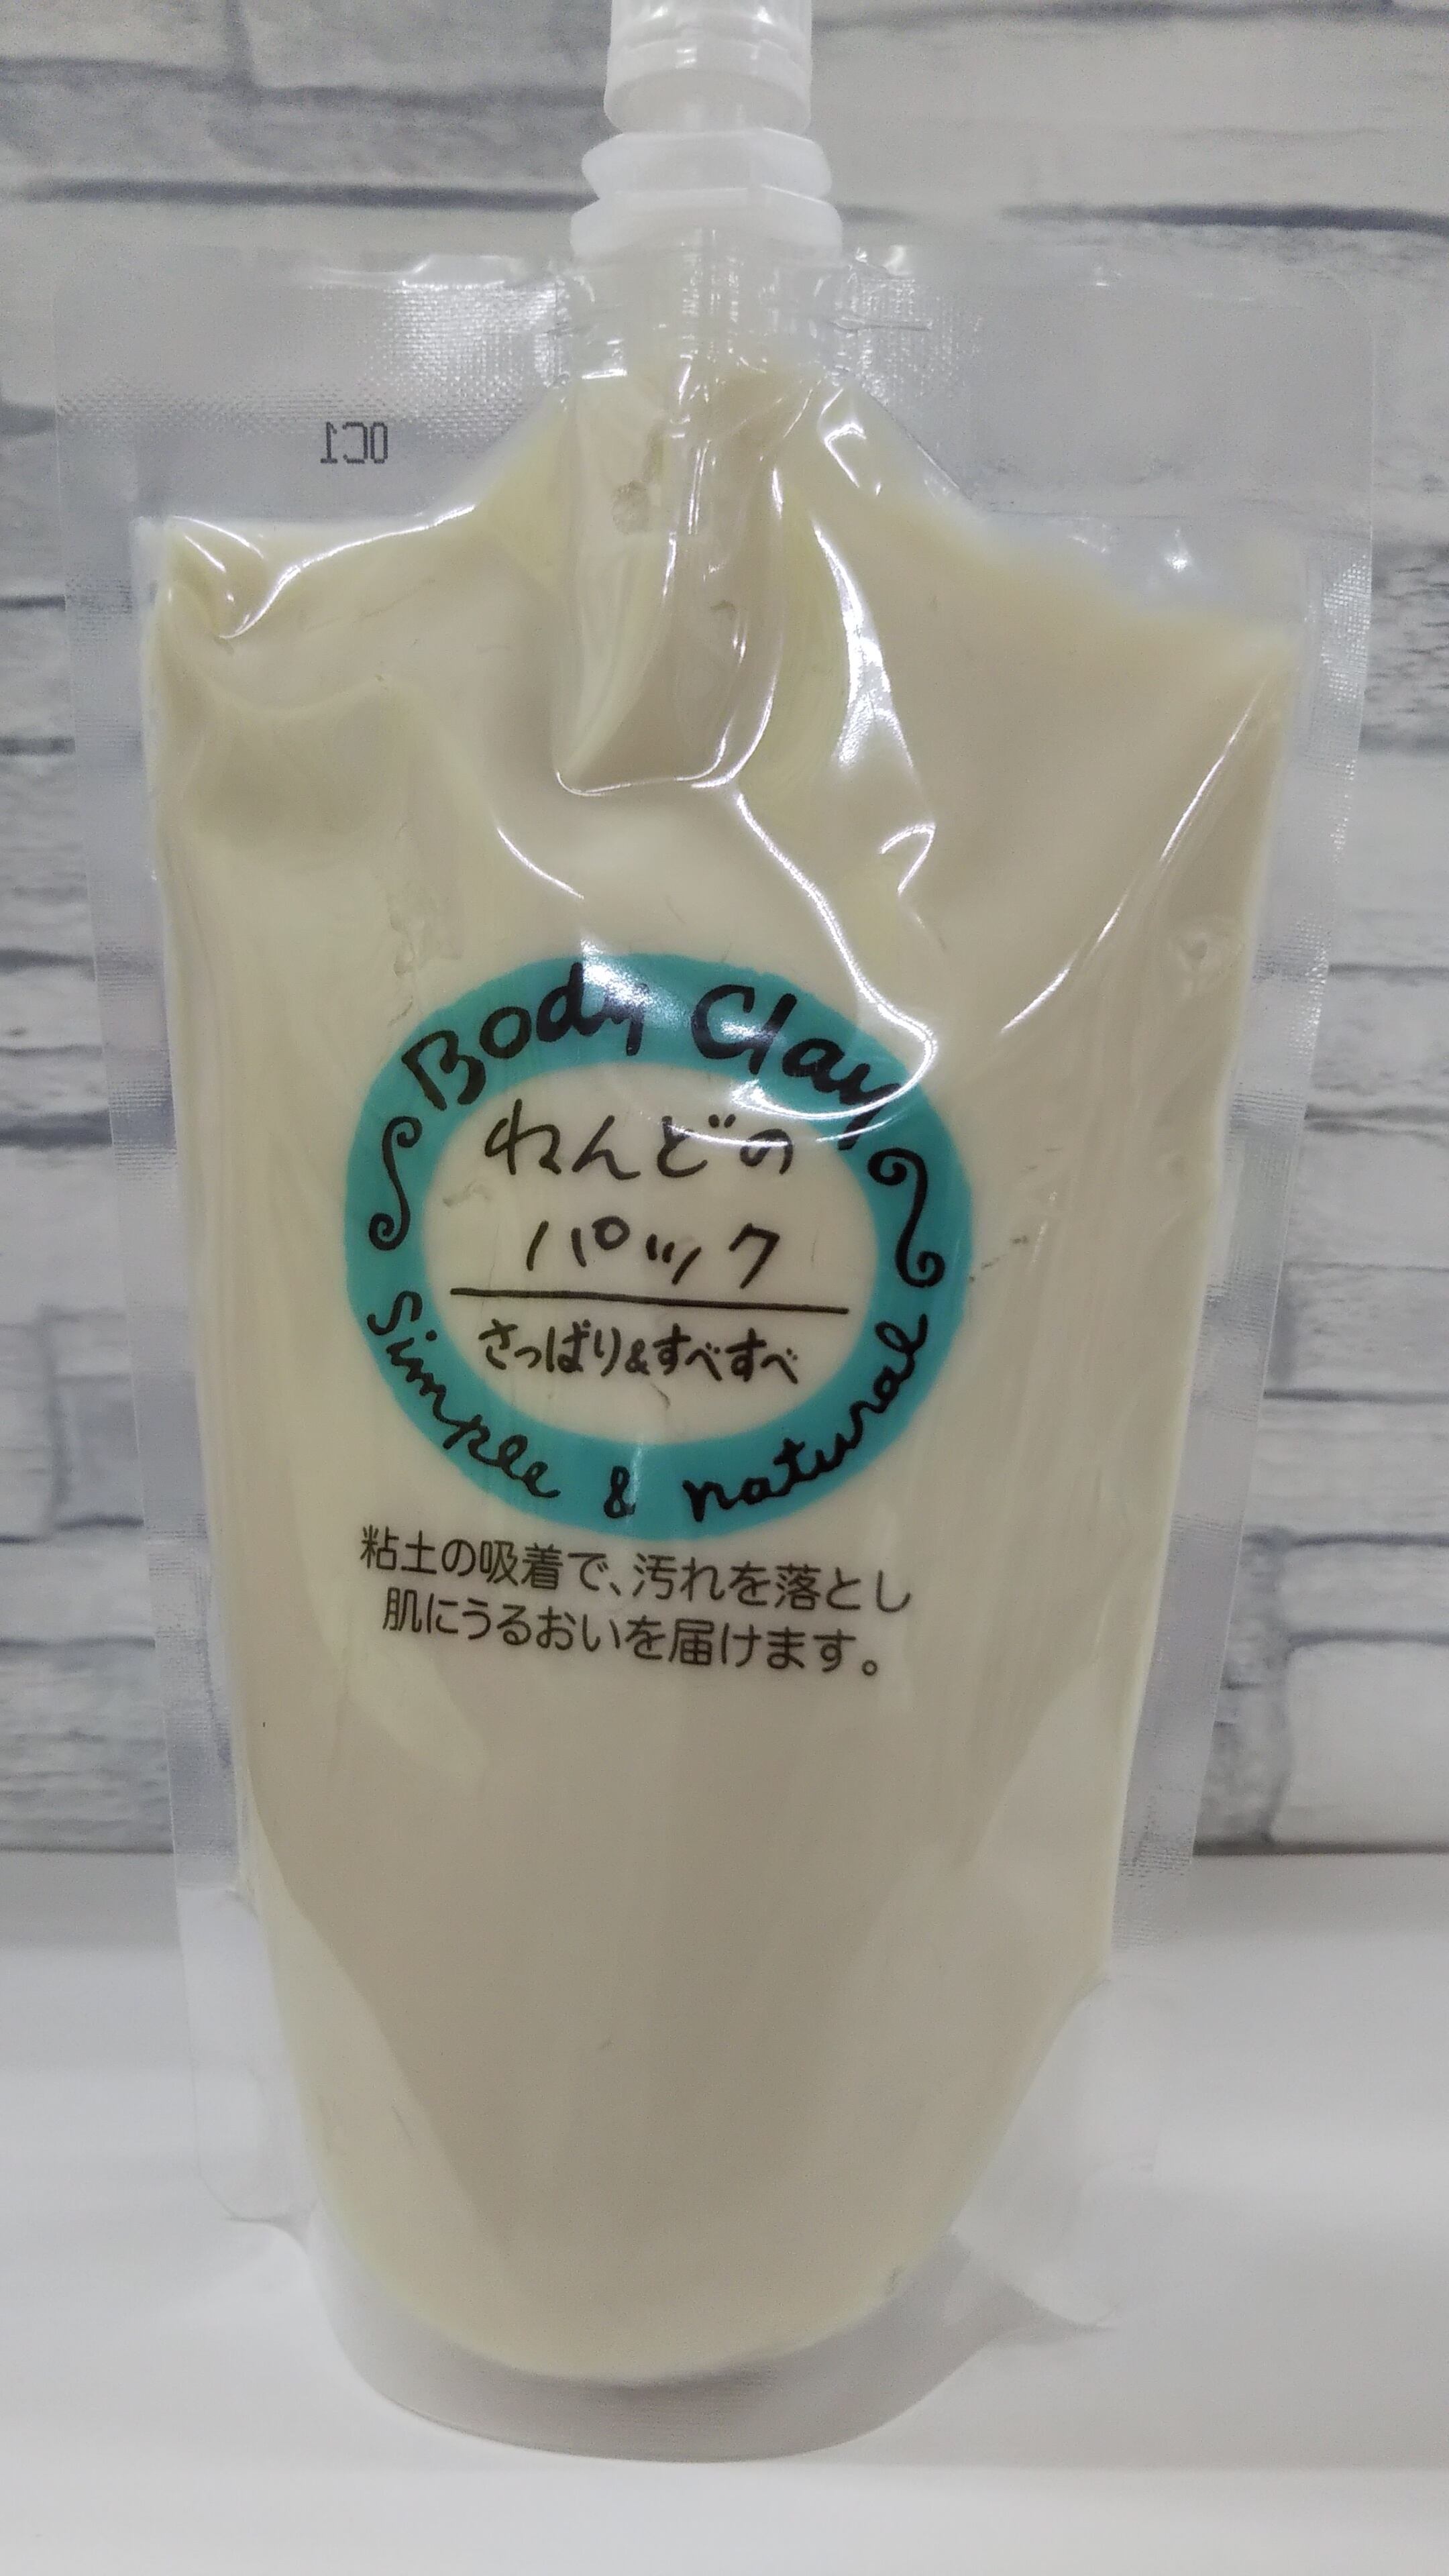 0C1
Body Clay
ねんどの
パック
さっぱり&すべすべ
Simple & natural
粘土の吸着で、汚れを落とし
肌にうるおいを届けます。